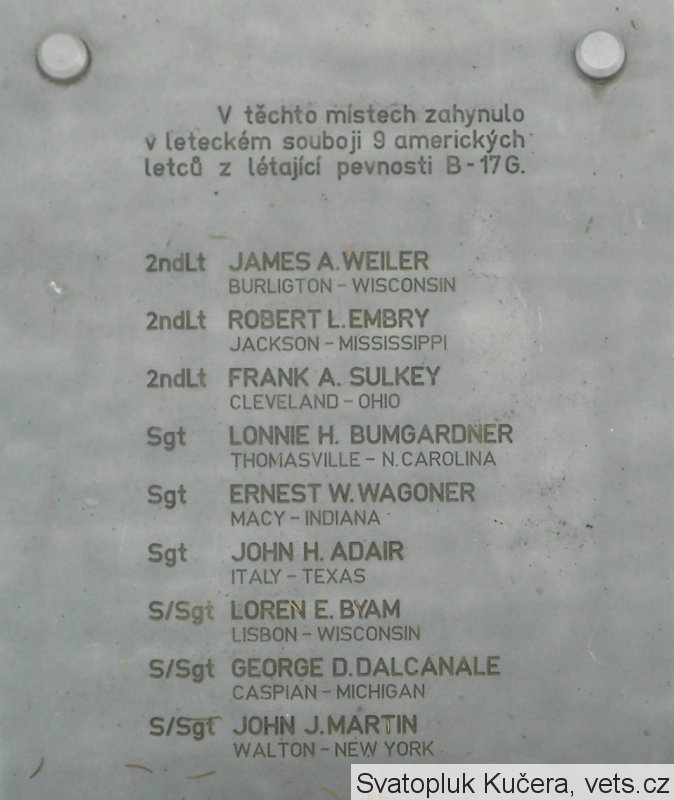 V těchto místech zahynulo
v leteckém souboji 9 amerických
letců z létající pevnosti B-17G.
2ndLt JAMES A. WEILER
BURLIGTON - WISCONSIN
2ndLt ROBERT L. EMBRY
JACKSON - MISSISSIPPI
2ndLt FRANK A. SULKEY
CLEVELAND - OHIO
Sgt LONNIE H. BUMGARDNER
THOMASVILLE - N. CAROLINA
Sgt ERNEST W. WAGONER
MACY - INDIANA
Sgt JOHN H. ADAIR
ITALY - TEXAS
S/Sgt LOREN E. BYAM
LISBON - WISCONSIN
S/Sgt GEORGE D. DALCANALE
CASPIAN - MICHIGAN
S/Sgt JOHN J. MARTIN
WALTON - NEW YORK
Svatopluk Kučera, vets.cz